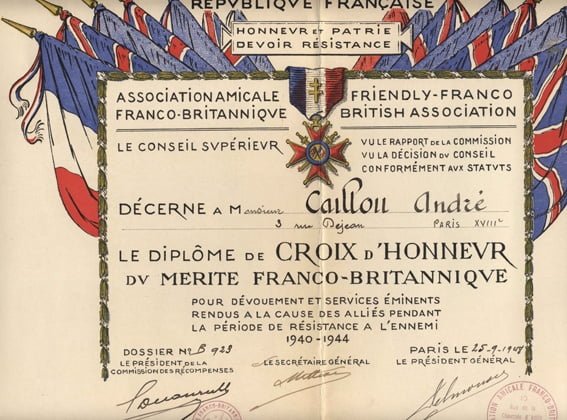 RÉPUBLIQUE FRANÇAISE
HONNEVR ET PATRIE
DEVOIR RÉSISTANCE
ASSOCIATION AMICALE
FRANCO-BRITANNIQVE
FRIENDLY-FRANCO
BRITISH ASSOCIATION
LE CONSEIL SVPÉRIEVR
VV LE RAPPORT DE LA COMMISSION
VV LA DÉCISION DV CONSEIL
CONFORMÉMENT AVX STATVTS
DÉCERNE A Monsieur Caillou André
3 rue Dejean PARIS XVIIIe
LE DIPLÔME DE CROIX D'HONNEVR
DV MERITE FRANCO-BRITANNIQVE
POUR DÉVOUEMENT ET SERVICES ÉMINENTS
RENDUS A LA CAUSE DES ALLIÉS PENDANT
LA PÉRIODE DE RÉSISTANCE A L'ENNEMI
1940-1944
DOSSIER No B 923
LE PRÉSIDENT DE LA
COMMISSION DES RÉCOMPENSES
LE SECRÉTAIRE GÉNÉRAL
PARIS LE 25-9-1947
LE PRÉSIDENT GÉNÉRAL